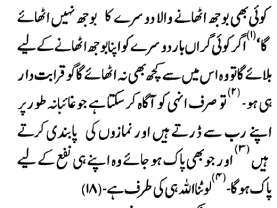 کوئی بھی بوجھ اٹھانے والا دوسرے کا بوجھ نہیں اٹھائے
گا،(۱) اگر کوئی گراں بار دوسرے کو اپنا بوجھ اٹھانے کے لیے
بلائے گا تو وہ اس میں سے کچھ بھی نہ اٹھائے گا گو قرابت دار
ہی ہو۔(۲) تو صرف انہی کو آگاہ کر سکتا ہے جو غائبانہ طور پر
اپنے رب سے ڈرتے ہیں اور نمازوں کی پابندی کرتے
ہیں(۳) اور جو بھی پاک ہو جائے وہ اپنے ہی نفع کے لیے
پاک ہو گا۔(۴) لوٹنا اللہ ہی کی طرف ہے۔(۱۸)